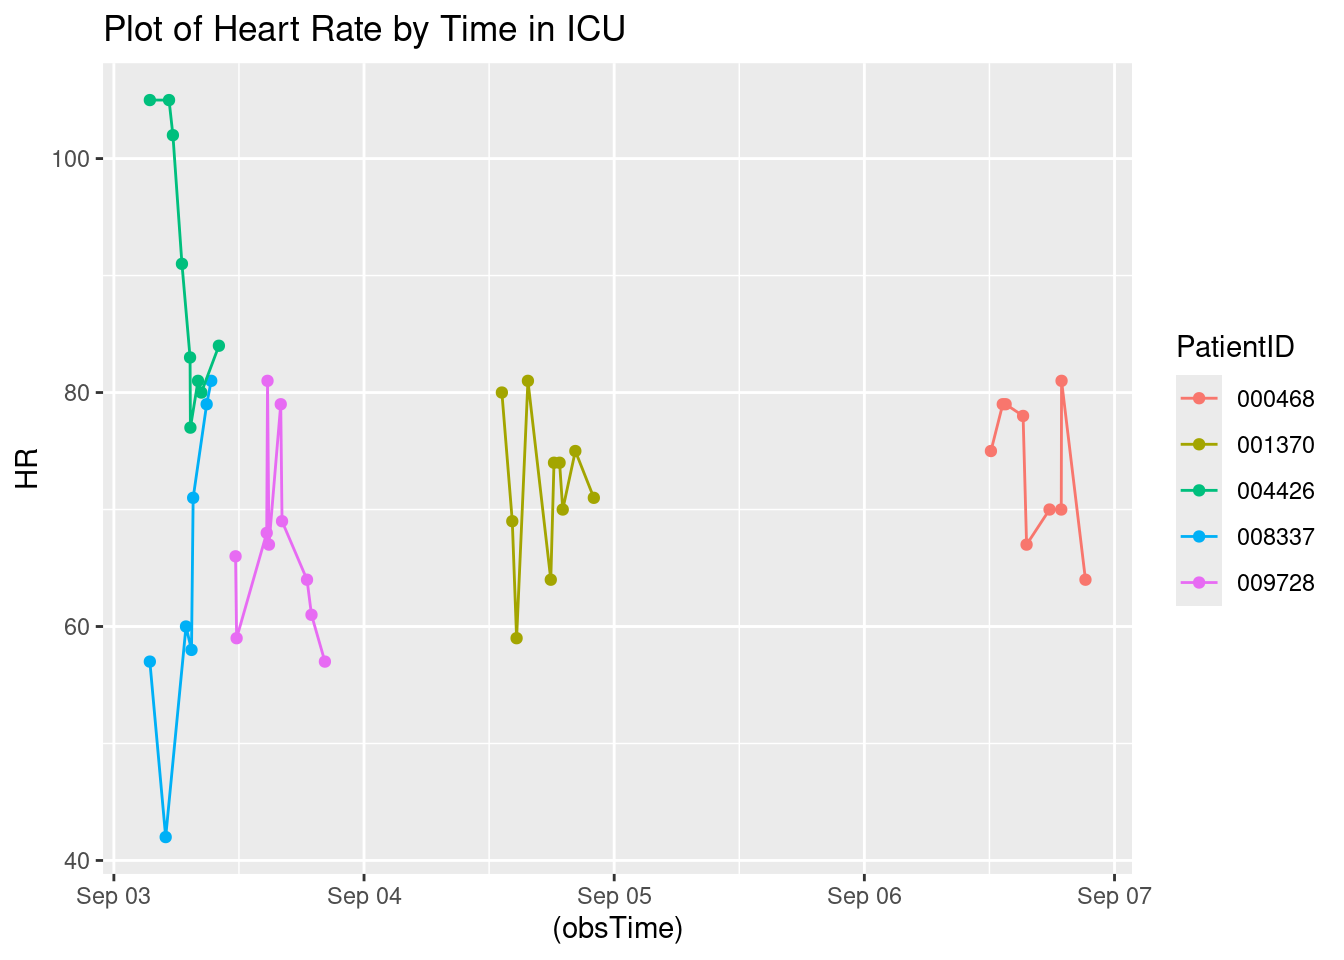 Plot of Heart Rate by Time in ICU
100
80
60
40
HR
Sep 03
Sep 04
Sep 05
Sep 06
Sep 07
(obsTime)
PatientID
000468
001370
004426
008337
009728